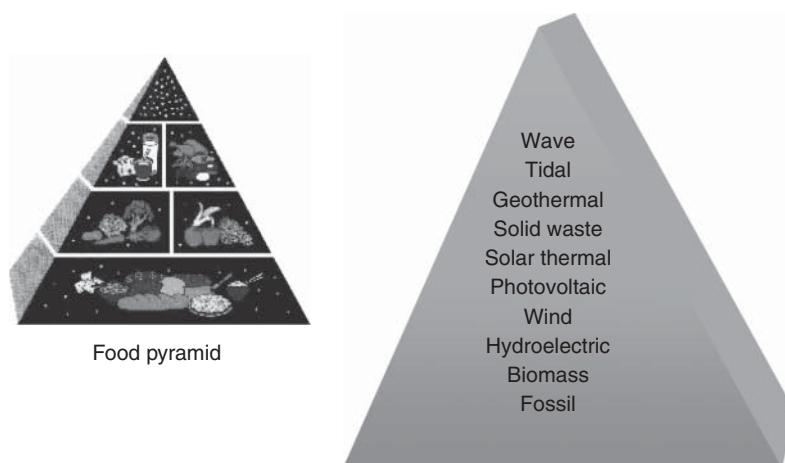 Food pyramid
Wave
Tidal
Geothermal
Solid waste
Solar thermal
Photovoltaic
Wind
Hydroelectric
Biomass
Fossil